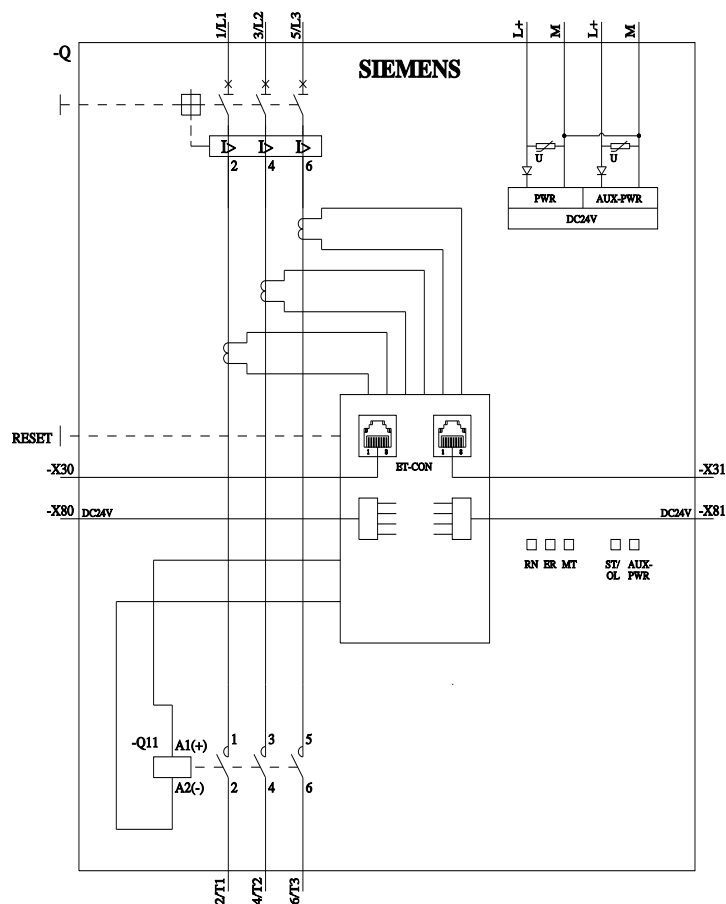 1/L1
3/L2
5/L3
L+
M
L+
M
-Q
SIEMENS
I>
I>
I>
2
4
6
U
U
PWR
AUX-PWR
DC24V
RESET
1 8
1 8
ET-CON
-X30
-X31
-X80
DC24V
DC24V
-X81
RN
ER
MT
ST/
OL
AUX-
PWR
-Q11
A1(+)
1
3
5
A2(-)
2
4
6
2/T1
4/T2
6/T3